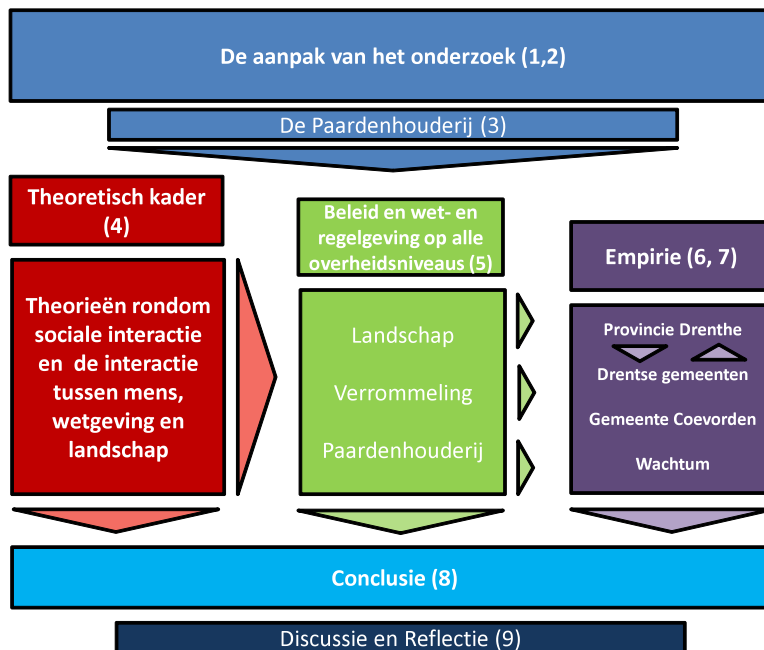 De aanpak van het onderzoek (1,2)
De Paardenhouderij (3)
Theoretisch kader
(4)
Theorieën rondom
sociale interactie
en de interactie
tussen mens,
wetgeving en
landschap
Beleid en wet- en
regelgeving op alle
overheidsniveaus (5)
Landschap
Verrommeling
Paardenhouderij
Empirie (6, 7)
Provincie Drenthe
Drentse gemeenten
Gemeente Coevorden
Wachtum
Conclusie (8)
Discussie en Reflectie (9)